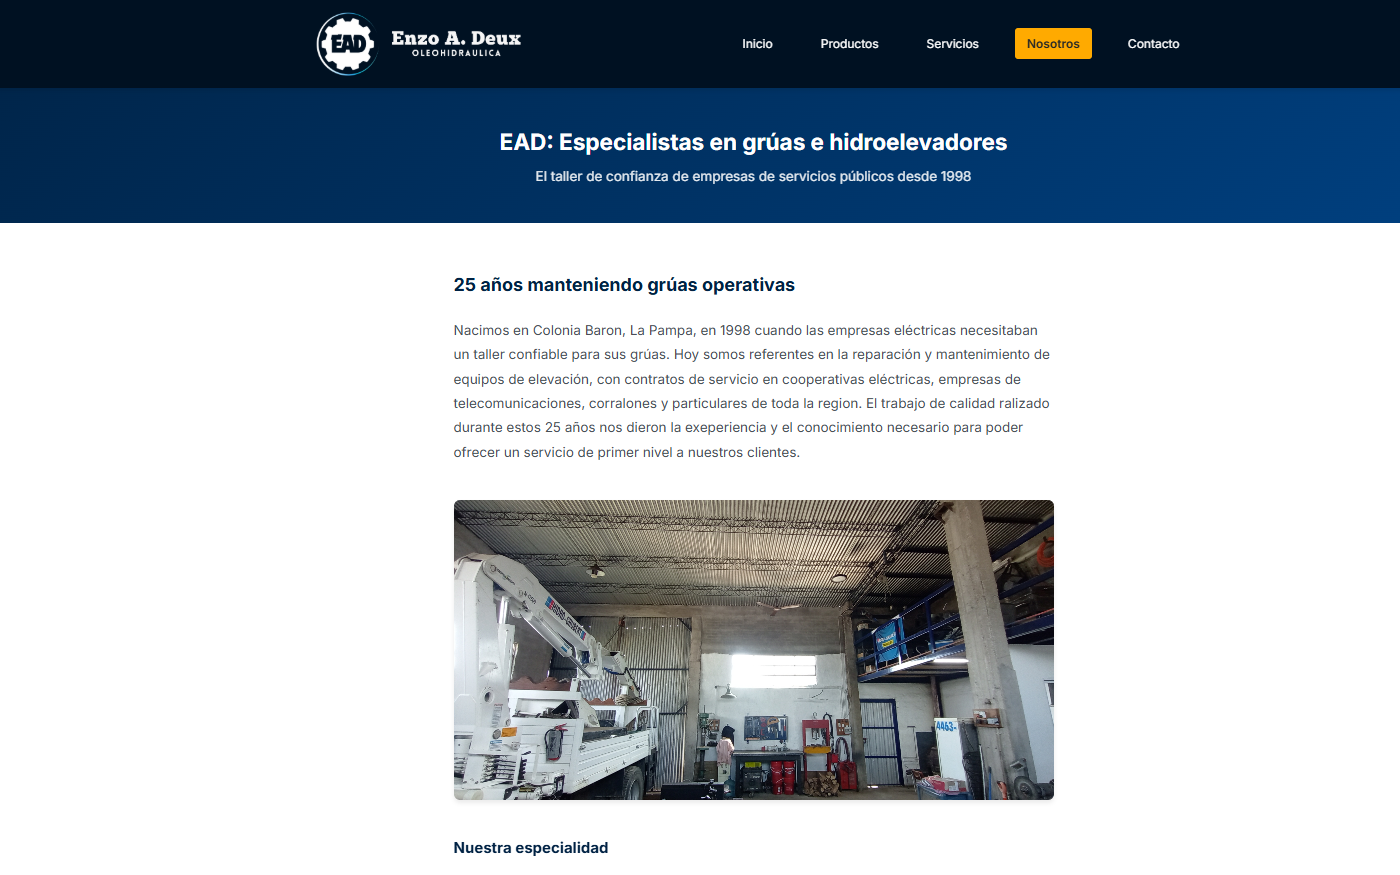 EAD
Enzo A. Deux
OLEOHIDRAULICA
Inicio
Productos
Servicios
Nosotros
Contacto
EAD: Especialistas en grúas e hidroelevadores
El taller de confianza de empresas de servicios públicos desde 1998
25 años manteniendo grúas operativas
Nacimos en Colonia Baron, La Pampa, en 1998 cuando las empresas eléctricas necesitaban
un taller confiable para sus grúas. Hoy somos referentes en la reparación y mantenimiento de
equipos de elevación, con contratos de servicio en cooperativas eléctricas, empresas de
telecomunicaciones, corralones y particulares de toda la region. El trabajo de calidad ralizado
durante estos 25 años nos dieron la exeperiencia y el conocimiento necesario para poder
ofrecer un servicio de primer nivel a nuestros clientes.
Nuestra especialidad